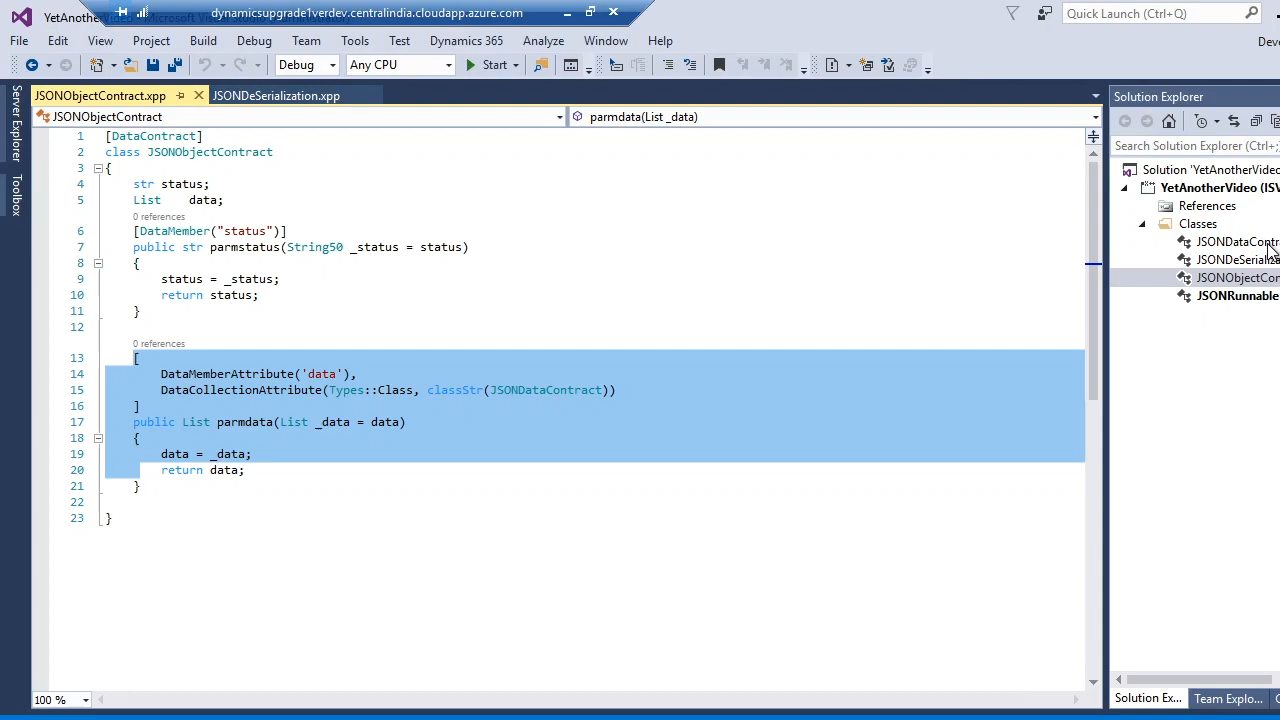 dynamicsupgrade1verdev.centralindia.cloudapp.azure.com
Quick Launch (Ctrl+Q)
File Edit View Project Build Debug Team Tools Test Dynamics 365 Analyze Window Help
Debug Any CPU Start
JSONObjectContract.xpp JSONDeSerialization.xpp
JSONObjectContract parmdata(List _data)
Server Explorer
Toolbox
1 [DataContract]
2 class JSONObjectContract
3 {
4 str status;
5 List data;
0 references
6 [DataMember("status")]
7 public str parmstatus(String50 _status = status)
8 {
9 status = _status;
10 return status;
11 }
12
0 references
13 [
14 DataMemberAttribute('data'),
15 DataCollectionAttribute(Types::Class, classStr(JSONDataContract))
16 ]
17 public List parmdata(List _data = data)
18 {
19 data = _data;
20 return data;
21 }
22
23 }
100 %
Solution Explorer
Search Solution Explorer (Ctrl+;
Solution 'YetAnotherVideo
YetAnotherVideo (ISV
References
Classes
JSONDataContr
JSONDeSerializa
JSONObjectCon
JSONRunnable
Solution Ex... Team Explo...